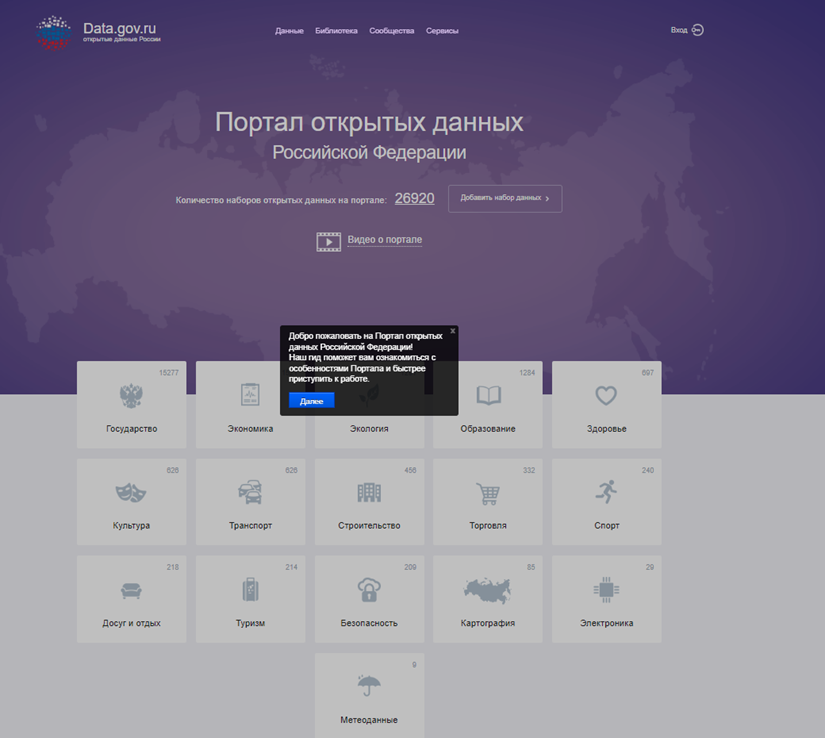 Data.gov.ru
открытые данные России
Данные Библиотека Сообщества Сервисы
Вход
Портал открытых данных
Российской Федерации
Количество наборов открытых данных на портале: 26920
Добавить набор данных
Видео о портале
x
Добро пожаловать на Портал открытых
данных Российской Федерации!
Наш гид поможет вам ознакомиться с
особенностями Портала и быстрее
приступить к работе.
Далее
15277
Государство
Экономика
Экология
1284
Образование
697
Здоровье
626
Культура
626
Транспорт
456
Строительство
332
Торговля
240
Спорт
218
Досуг и отдых
214
Туризм
209
Безопасность
85
Картография
29
Электроника
6
Метеоданные